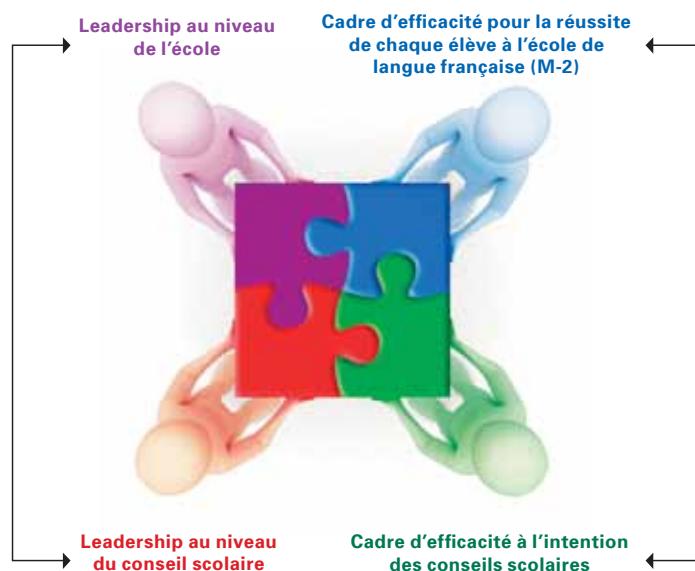 Leadership au niveau
de l'école
Cadre d'efficacité pour la réussite
de chaque élève à l'école de
langue française (M-2)
Leadership au niveau
du conseil scolaire
Cadre d'efficacité à l'intention
des conseils scolaires